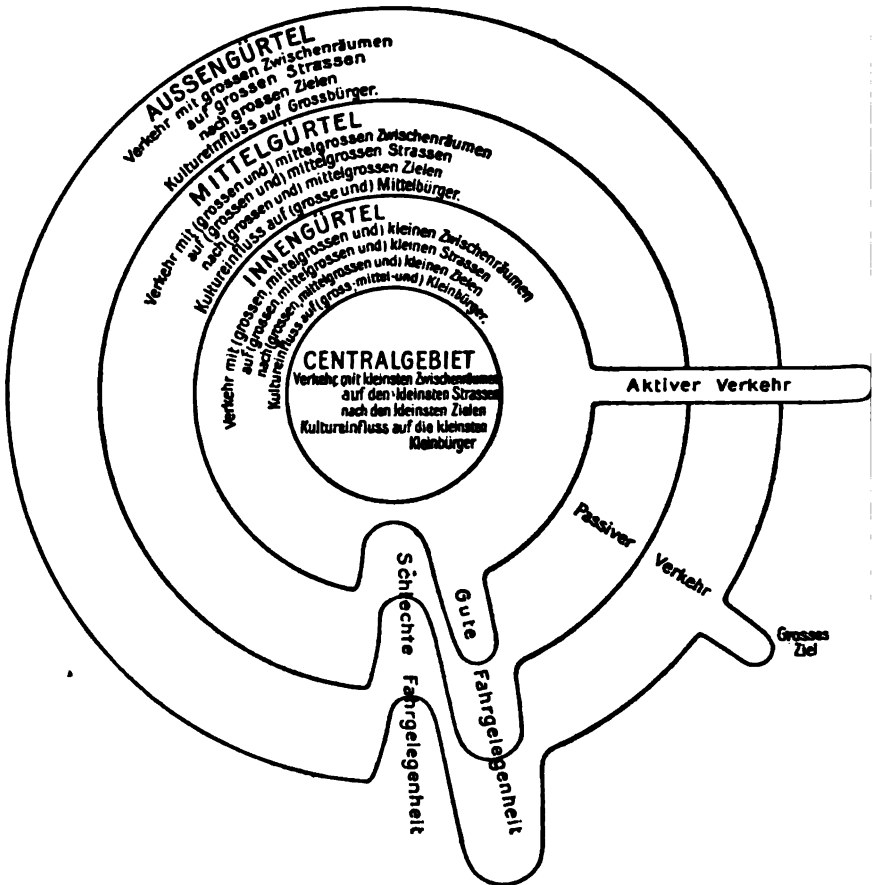 AUSSENGÜRTEL
Verkehr mit grossen Zwischenräumen
auf grossen Strassen
nach grossen Zielen
Kultureinfluss auf Grossbürger.
MITTELGÜRTEL
Verkehr mit (grossen und) mittelgrossen Zwischenräumen
auf (grossen und) mittelgrossen Strassen
nach (grossen und) mittelgrossen Zielen
Kultureinfluss auf (grosse und) Mittelbürger.
INNENGÜRTEL
Verkehr mit (grossen, mittelgrossen und) kleinen Zwischenräumen
auf (grossen, mittelgrossen und) kleinen Strassen
nach (grossen, mittelgrossen und) kleinen Zielen
Kultureinfluss auf (gross-, mittel- und) Kleinbürger.
CENTRALGEBIET
Verkehr mit kleinsten Zwischenräumen
auf den kleinsten Strassen
nach den kleinsten Zielen
Kultureinfluss auf die kleinsten
Kleinbürger
Aktiver Verkehr
Passiver Verkehr
Grosses
Ziel
Schlechte Fahrgelegenheit
Gute Fahrgelegenheit